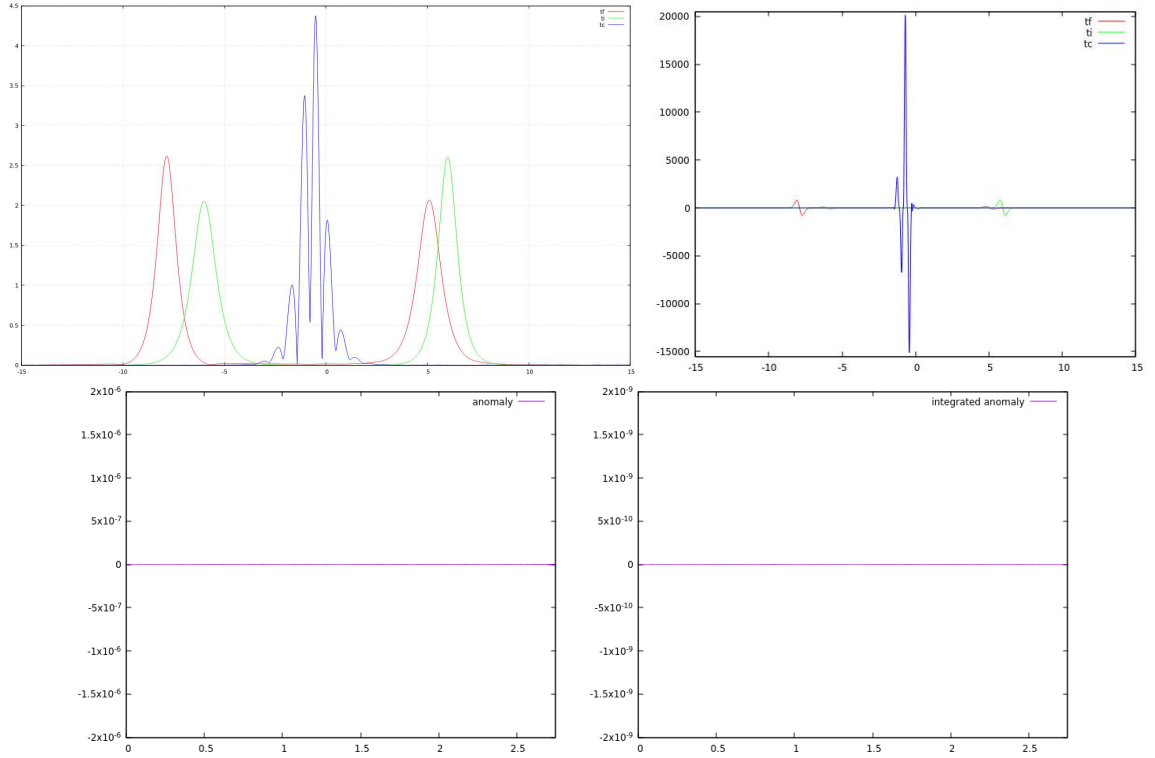 4.5
4
3.5
3
2.5
2
1.5
1
0.5
0
-15
-10
-5
0
5
10
15
tf
ti
tc
20000
15000
10000
5000
0
-5000
-10000
-15000
-15
-10
-5
0
5
10
15
tf
ti
tc
2x10⁻⁶
1.5x10⁻⁶
1x10⁻⁶
5x10⁻⁷
0
-5x10⁻⁷
-1x10⁻⁶
-1.5x10⁻⁶
-2x10⁻⁶
0
0.5
1
1.5
2
2.5
anomaly
2x10⁻⁹
1.5x10⁻⁹
1x10⁻⁹
5x10⁻¹⁰
0
-5x10⁻¹⁰
-1x10⁻⁹
-1.5x10⁻⁹
-2x10⁻⁹
0
0.5
1
1.5
2
2.5
integrated anomaly